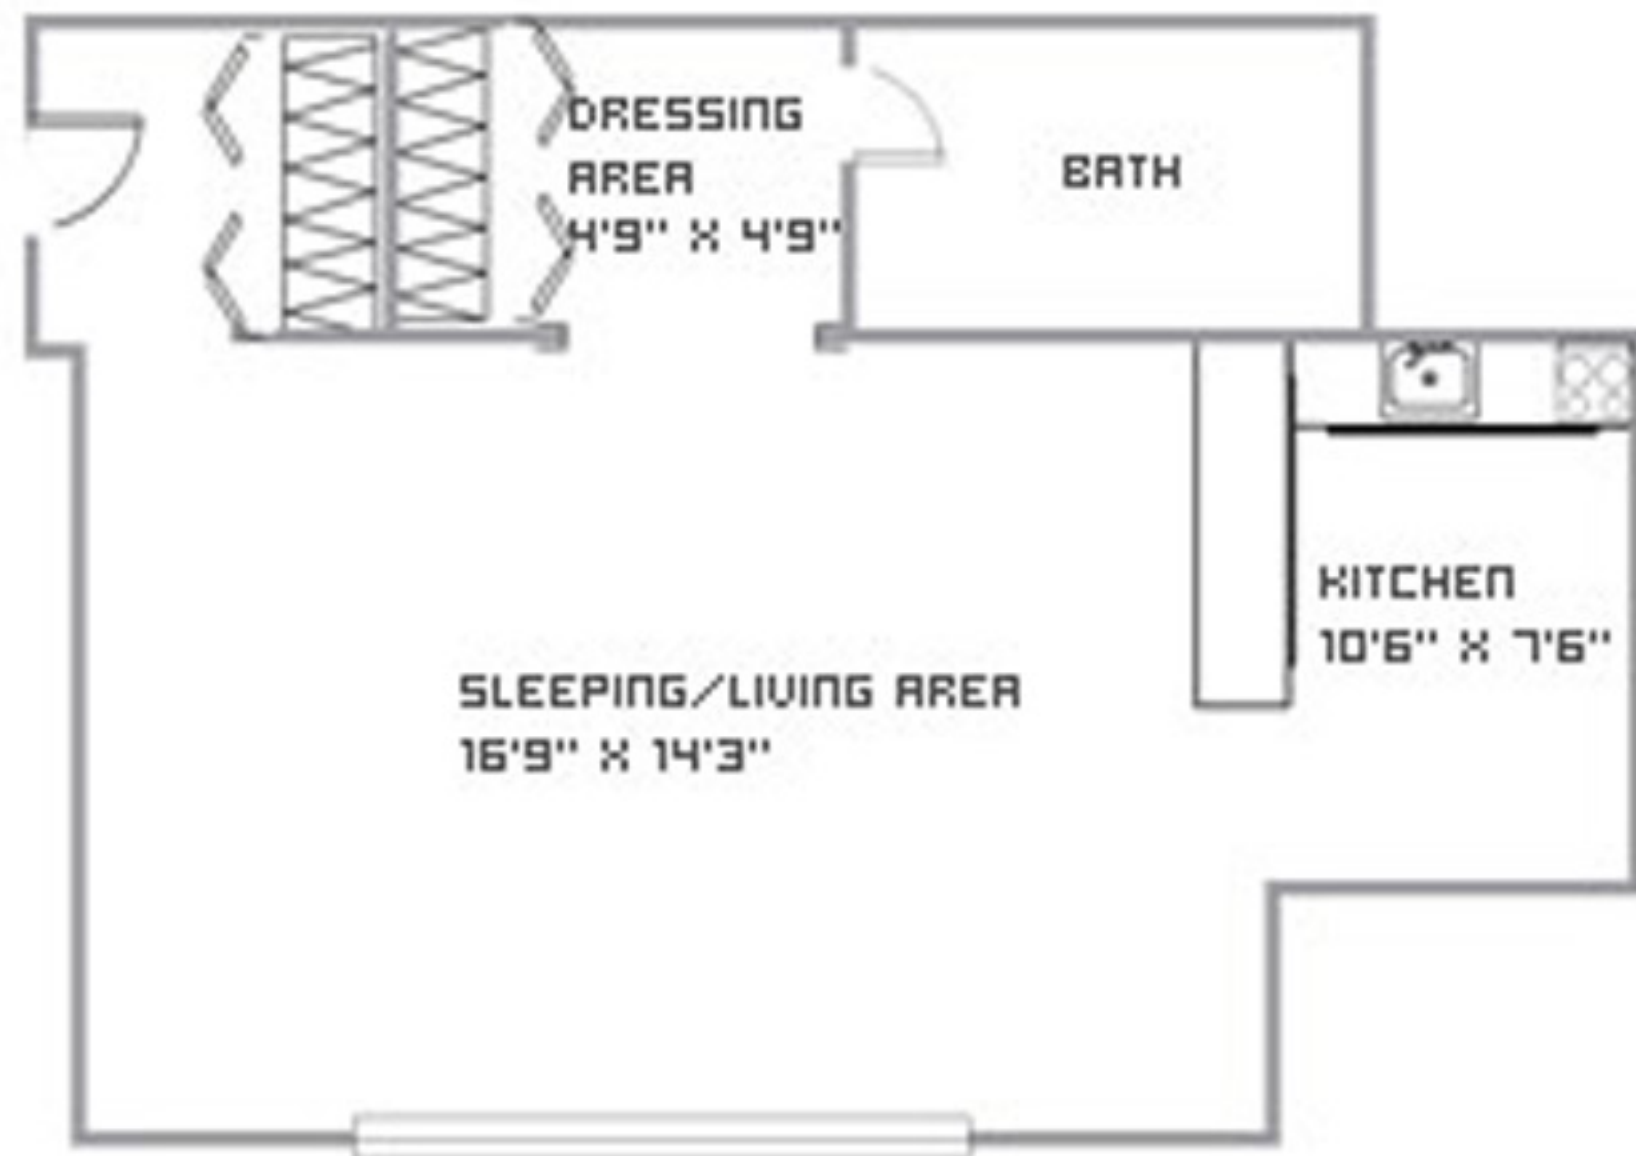 DRESSING
AREA
4'9" X 4'9"
BATH
KITCHEN
10'6" X 7'6"
SLEEPING/LIVING AREA
16'9" X 14'3"